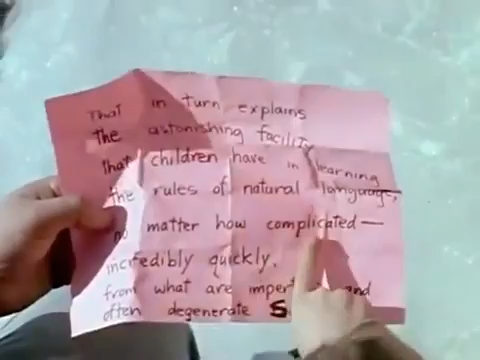 That in turn explains
the astonishing facility
that children have in learning
the rules of natural language,
no matter how complicated —
incredibly quickly.
from what are and
often degenerate